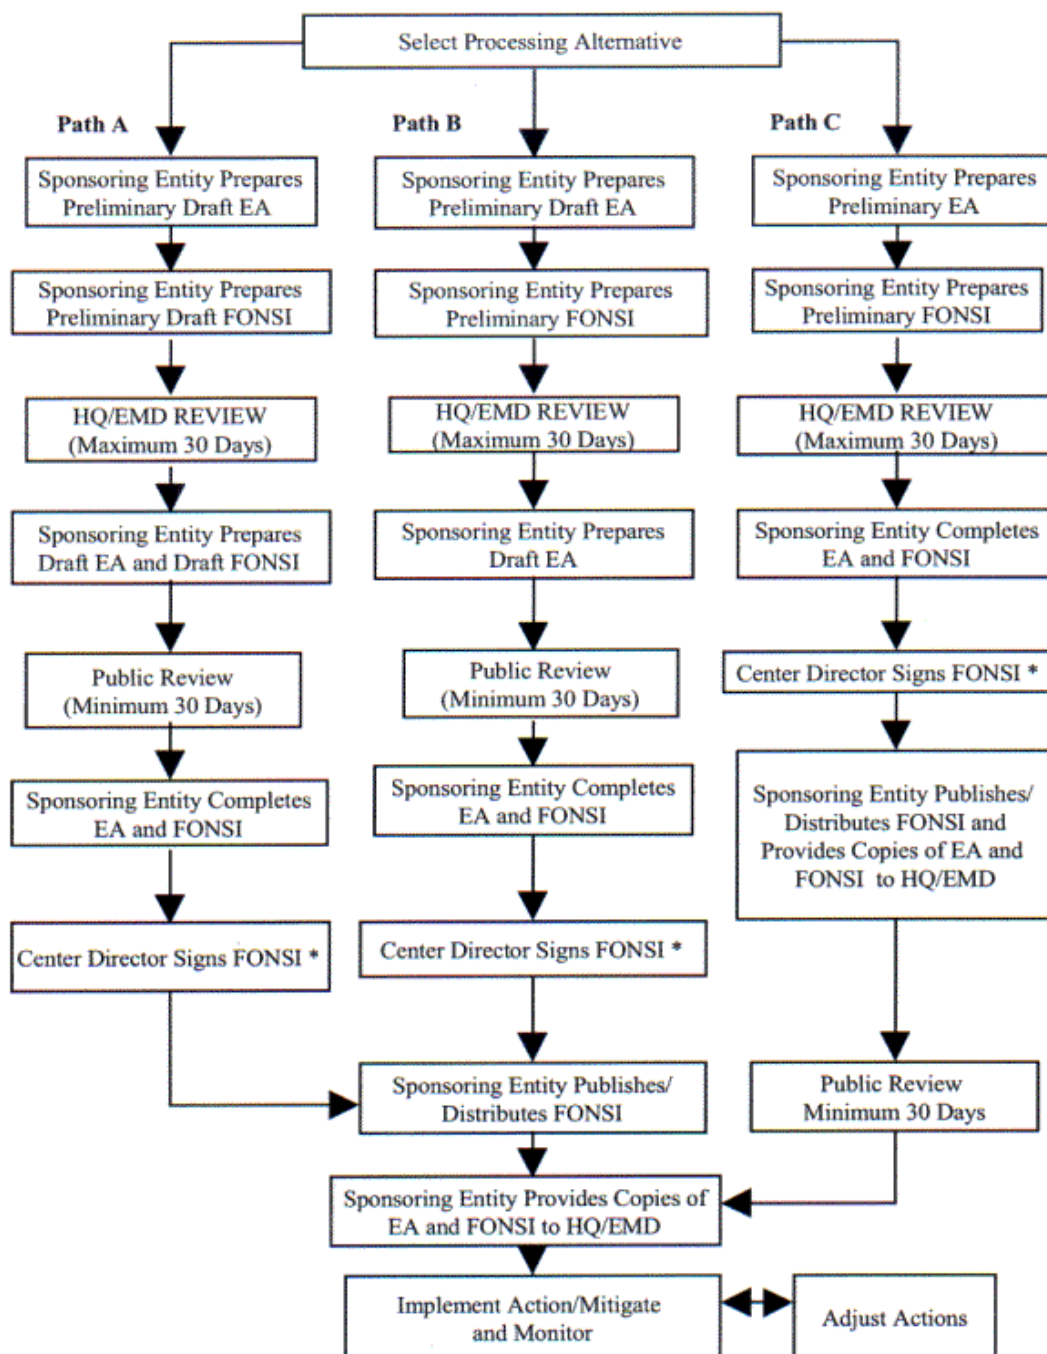 Select Processing Alternative
Path A
Sponsoring Entity Prepares
Preliminary Draft EA
Sponsoring Entity Prepares
Preliminary Draft FONSI
HQ/EMD REVIEW
(Maximum 30 Days)
Sponsoring Entity Prepares
Draft EA and Draft FONSI
Public Review
(Minimum 30 Days)
Sponsoring Entity Completes
EA and FONSI
Center Director Signs FONSI *
Path B
Sponsoring Entity Prepares
Preliminary Draft EA
Sponsoring Entity Prepares
Preliminary FONSI
HQ/EMD REVIEW
(Maximum 30 Days)
Sponsoring Entity Prepares
Draft EA
Public Review
(Minimum 30 Days)
Sponsoring Entity Completes
EA and FONSI
Center Director Signs FONSI *
Sponsoring Entity Publishes/
Distributes FONSI
Path C
Sponsoring Entity Prepares
Preliminary EA
Sponsoring Entity Prepares
Preliminary FONSI
HQ/EMD REVIEW
(Maximum 30 Days)
Sponsoring Entity Completes
EA and FONSI
Center Director Signs FONSI *
Sponsoring Entity Publishes/
Distributes FONSI and
Provides Copies of EA and
FONSI to HQ/EMD
Public Review
Minimum 30 Days
Sponsoring Entity Provides Copies of
EA and FONSI to HQ/EMD
Implement Action/Mitigate
and Monitor
Adjust Actions